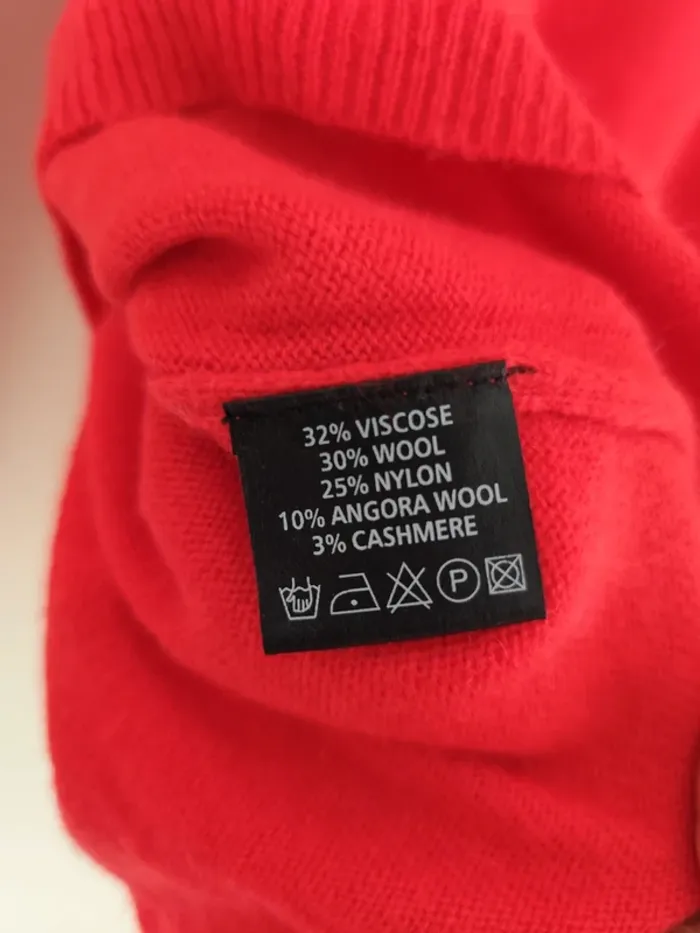 32% VISCOSE
30% WOOL
25% NYLON
10% ANGORA WOOL
3% CASHMERE
P